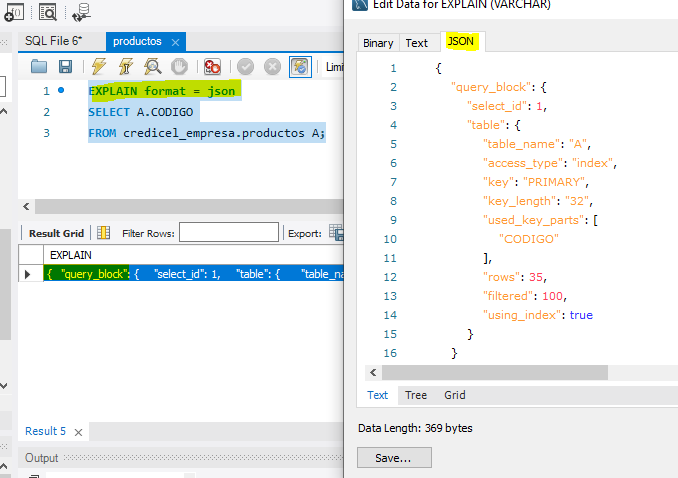 SQL File 6*
productos
Limi
1 EXPLAIN format = json
2 SELECT A.CODIGO
3 FROM credicel_empresa.productos A;
Result Grid
Filter Rows:
Export:
EXPLAIN
{ "query_block": { "select_id": 1, "table": { "table_na
Result 5
Output
Edit Data for EXPLAIN (VARCHAR)
Binary
Text
JSON
1 {
2 "query_block": {
3 "select_id": 1,
4 "table": {
5 "table_name": "A",
6 "access_type": "index",
7 "key": "PRIMARY",
8 "key_length": "32",
9 "used_key_parts": [
10 "CODIGO"
11 ],
12 "rows": 35,
13 "filtered": 100,
14 "using_index": true
15 }
16 }
Text
Tree
Grid
Data Length: 369 bytes
Save...